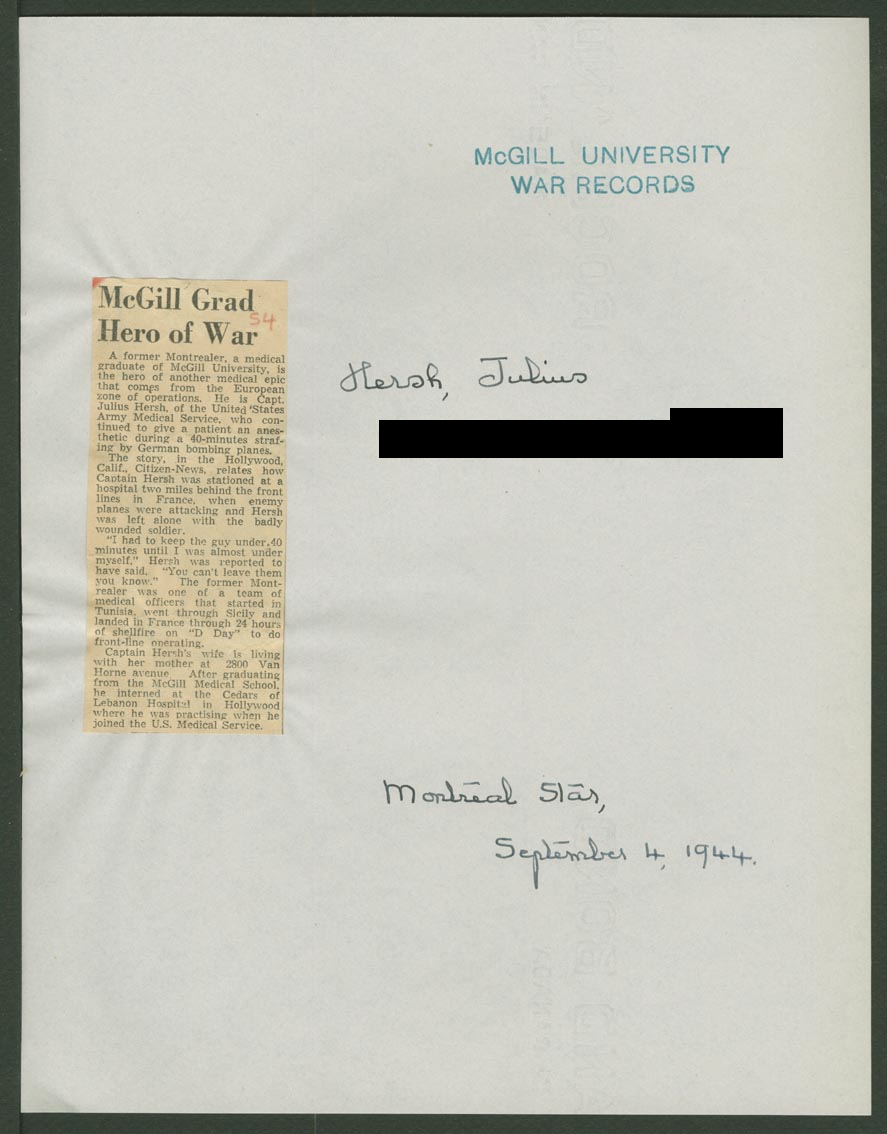 McGILL UNIVERSITY
WAR RECORDS
McGill Grad
Hero of War
54
A former Montrealer, a medical
graduate of McGill University, is
the hero of another medical epic
that comes from the European
zone of operations. He is Capt.
Julius Hersh, of the United States
Army Medical Service, who con-
tinued to give a patient an anes-
thetic during a 40-minutes straf-
ing by German bombing planes.
The story, in the Hollywood,
Calif., Citizen-News, relates how
Captain Hersh was stationed at a
hospital two miles behind the front
lines in France, when enemy
planes were attacking and Hersh
was left alone with the badly
wounded soldier.
"I had to keep the guy under 40
minutes until I was almost under
myself," Hersh was reported to
have said. "You can't leave them
you know." The former Mont-
realer was one of a team of
medical officers that started in
Tunisia, went through Sicily and
landed in France through 24 hours
of shellfire on "D Day" to do
front-line operating.
Captain Hersh's wife is living
with her mother at 2800 Van
Horne avenue After graduating
from the McGill Medical School,
he interned at the Cedars of
Lebanon Hospital in Hollywood
where he was practising when he
joined the U.S. Medical Service.
Hersh, Julius
Montreal Star,
September 4, 1944.